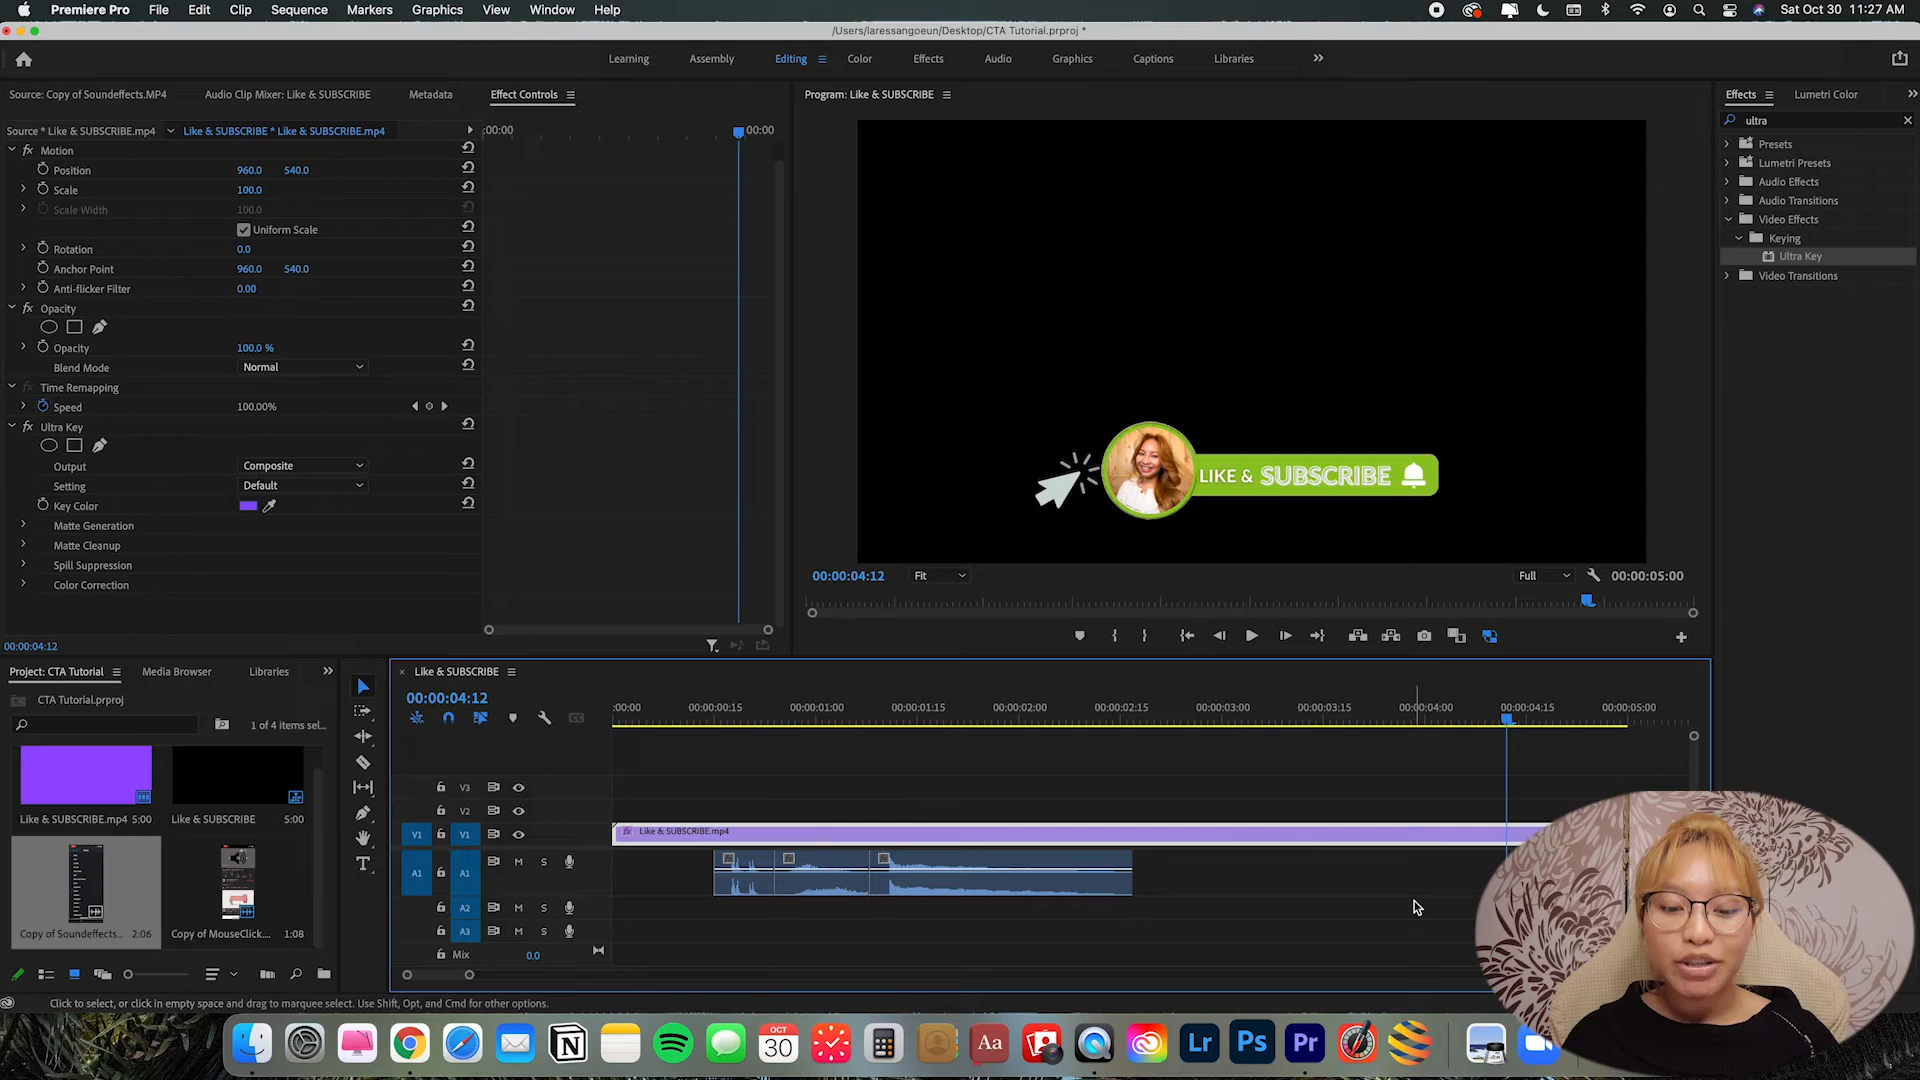 Premiere Pro File Edit Clip Sequence Markers Graphics View Window Help Sat Oct 30 11:27 AM
/Users/laressangoeun/Desktop/CTA Tutorial.prproj *
Learning Assembly Editing Color Effects Audio Graphics Captions Libraries
Source: Copy of Soundeffects.MP4 Audio Clip Mixer: Like & SUBSCRIBE Metadata Effect Controls Program: Like & SUBSCRIBE Effects Lumetri Color
Source * Like & SUBSCRIBE.mp4 Like & SUBSCRIBE * Like & SUBSCRIBE.mp4 :00:00 00:00
ultra
fx Motion
Position 960.0 540.0
Scale 100.0
Scale Width 100.0
Uniform Scale
Rotation 0.0
Anchor Point 960.0 540.0
Anti-flicker Filter 0.00
fx Opacity
Opacity 100.0 %
Blend Mode Normal
fx Time Remapping
Speed 100.00%
fx Ultra Key
Output Composite
Setting Default
Key Color
Matte Generation
Matte Cleanup
Spill Suppression
Color Correction
00:00:04:12
Presets
Lumetri Presets
Audio Effects
Audio Transitions
Video Effects
Keying
Ultra Key
Video Transitions
LIKE & SUBSCRIBE
00:00:04:12 Fit Full 00:00:05:00
Project: CTA Tutorial Media Browser Libraries
CTA Tutorial.prproj
1 of 4 items sel...
Like & SUBSCRIBE.mp4 5:00 Like & SUBSCRIBE 5:00
Copy of Soundeffects... 2:06 Copy of MouseClick.... 1:08
Like & SUBSCRIBE
00:00:04:12
:00:00 00:00:00:15 00:00:01:00 00:00:01:15 00:00:02:00 00:00:02:15 00:00:03:00 00:00:03:15 00:00:04:00 00:00:04:15 00:00:05:00
V3
V2
V1 V1 fx Like & SUBSCRIBE.mp4
A1 A1 M S
A2 M S
A3 M S
Mix 0.0
Click to select, or click in empty space and drag to marquee select. Use Shift, Opt, and Cmd for other options.
OCT
30
Aa
Lr
Ps
Pr